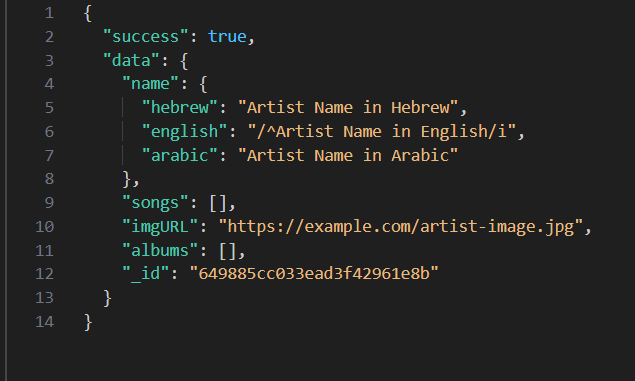 1 {
2 "success": true,
3 "data": {
4 "name": {
5 "hebrew": "Artist Name in Hebrew",
6 "english": "/^Artist Name in English/i",
7 "arabic": "Artist Name in Arabic"
8 },
9 "songs": [],
10 "imgURL": "https://example.com/artist-image.jpg",
11 "albums": [],
12 "_id": "649885cc033ead3f42961e8b"
13 }
14 }